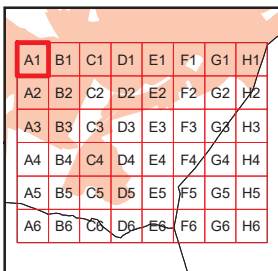 A1 B1 C1 D1 E1 F1 G1 H1
A2 B2 C2 D2 E2 F2 G2 H2
A3 B3 C3 D3 E3 F3 G3 H3
A4 B4 C4 D4 E4 F4 G4 H4
A5 B5 C5 D5 E5 F5 G5 H5
A6 B6 C6 D6 E6 F6 G6 H6